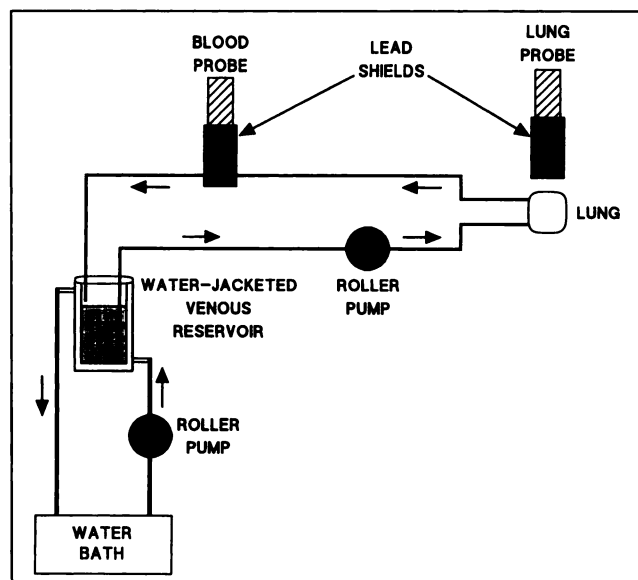 BLOOD
PROBE
LEAD
SHIELDS
LUNG
PROBE
LUNG
ROLLER
PUMP
WATER-JACKETED
VENOUS
RESERVOIR
ROLLER
PUMP
WATER
BATH